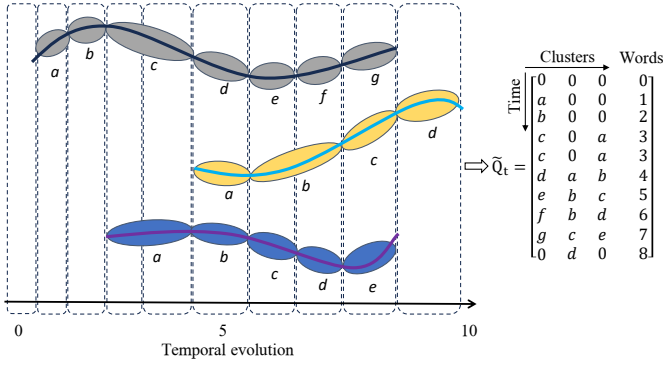 a
b
c
d
e
f
g
a
b
c
d
a
b
c
d
e
0
5
10
Temporal evolution
Clusters Words
Time
Q̃t =
0 0 0 0
a 0 0 1
b 0 0 2
c 0 a 3
c 0 a 3
d a b 4
e b c 5
f b d 6
g c e 7
0 d 0 8